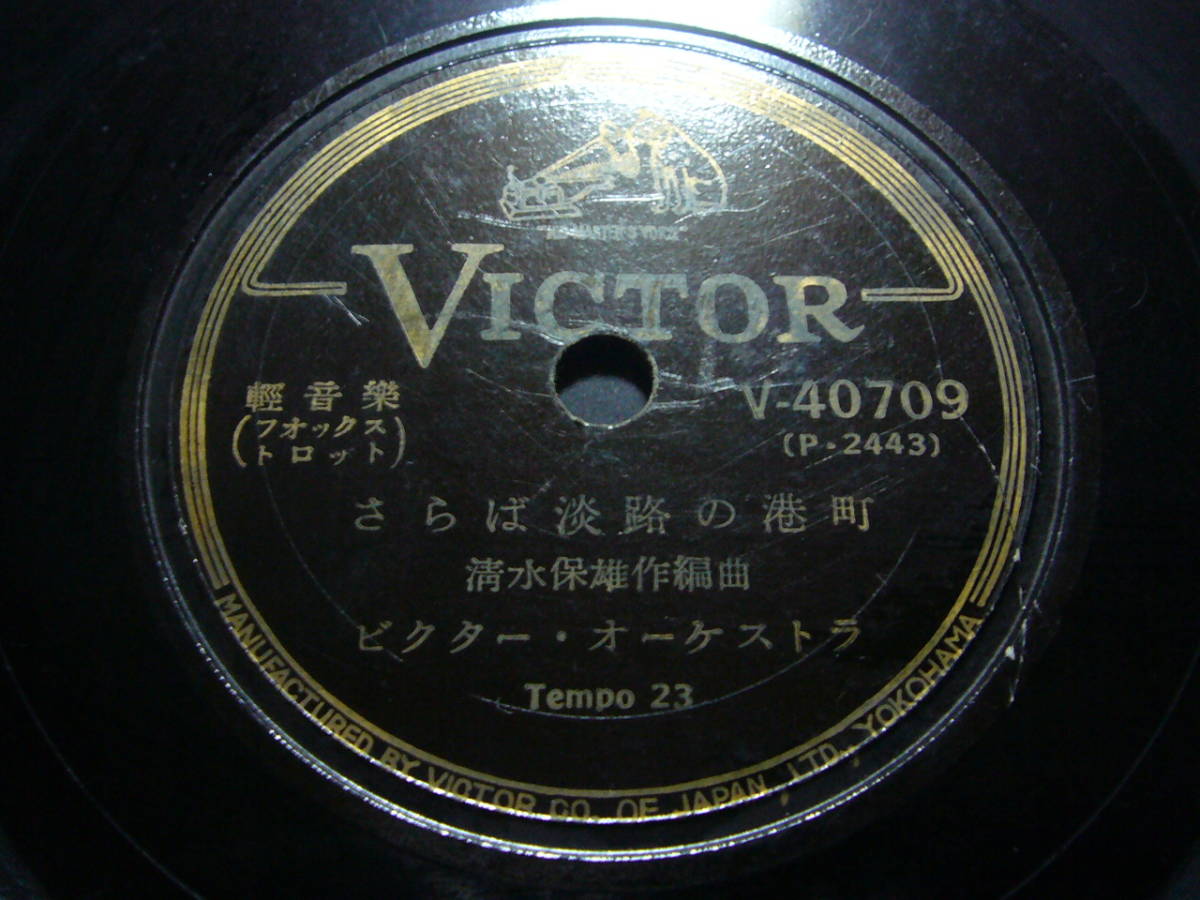 "HIS MASTER'S VOICE"
VICTOR
輕音樂
(フオックス
トロット)
V-40709
(P·2443)
さらば淡路の港町
清水保雄作編曲
ビクター・オーケストラ
Tempo 23
MANUFACTURED BY VICTOR CO. OF JAPAN, LTD., YOKOHAMA